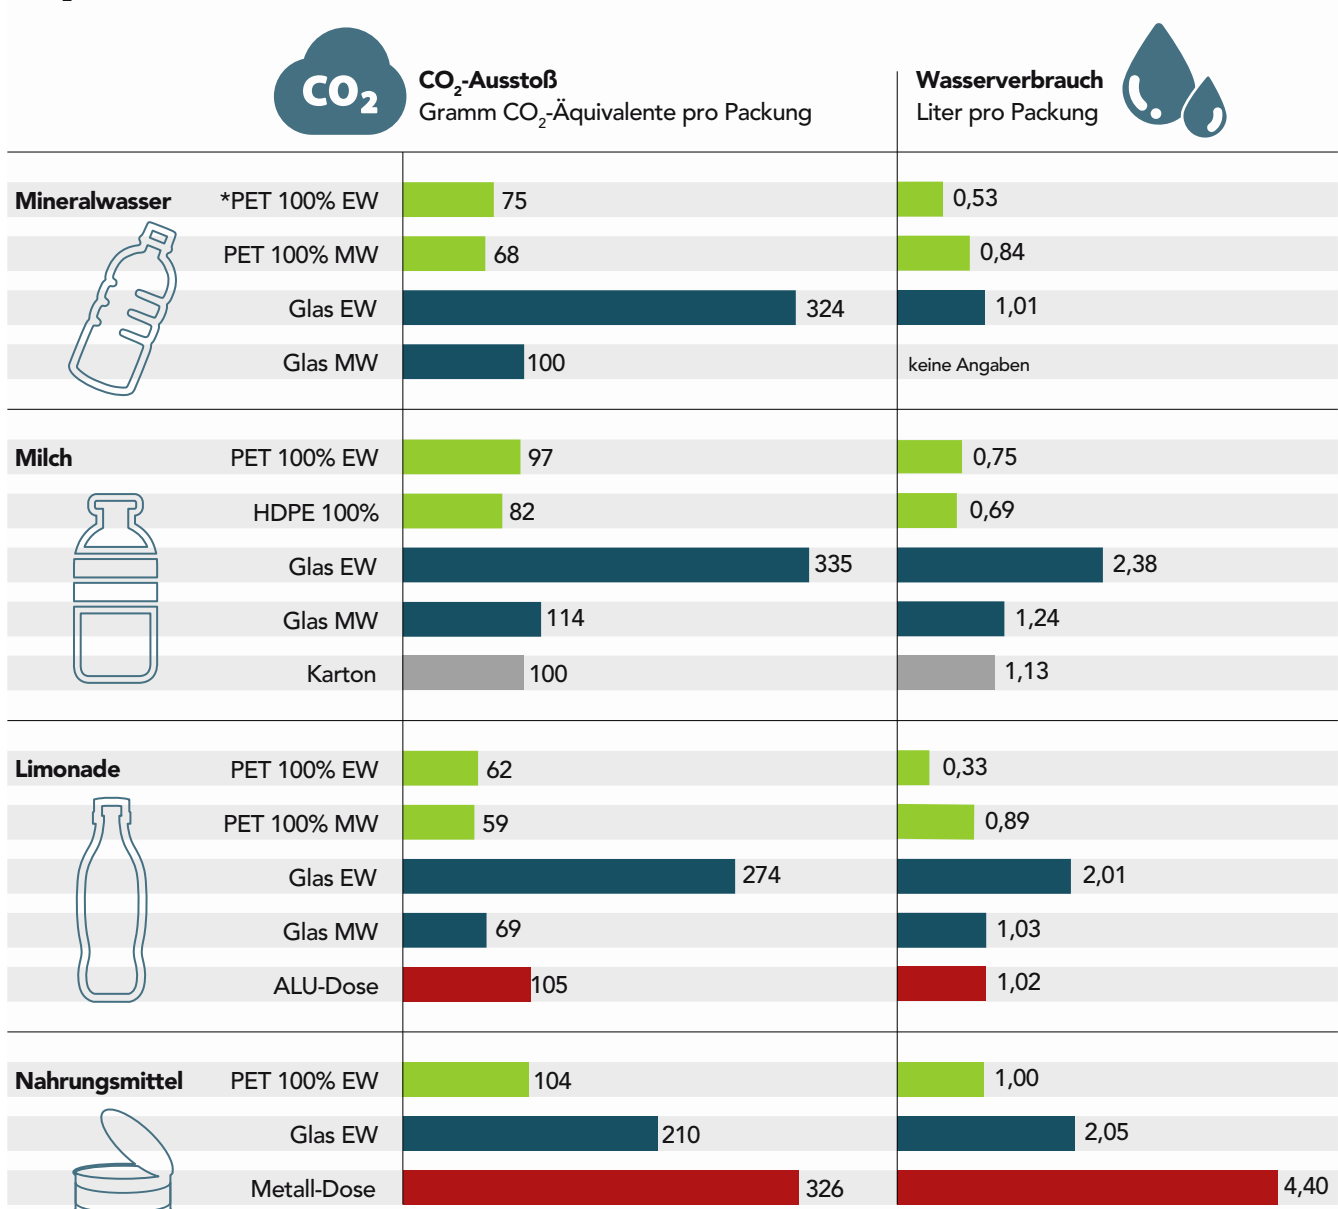 CO2
CO2-Ausstoß
Gramm CO2-Äquivalente pro Packung
Wasserverbrauch
Liter pro Packung
Mineralwasser *PET 100% EW 75 0,53
PET 100% MW 68 0,84
Glas EW 324 1,01
Glas MW 100 keine Angaben
Milch PET 100% EW 97 0,75
HDPE 100% 82 0,69
Glas EW 335 2,38
Glas MW 114 1,24
Karton 100 1,13
Limonade PET 100% EW 62 0,33
PET 100% MW 59 0,89
Glas EW 274 2,01
Glas MW 69 1,03
ALU-Dose 105 1,02
Nahrungsmittel PET 100% EW 104 1,00
Glas EW 210 2,05
Metall-Dose 326 4,40